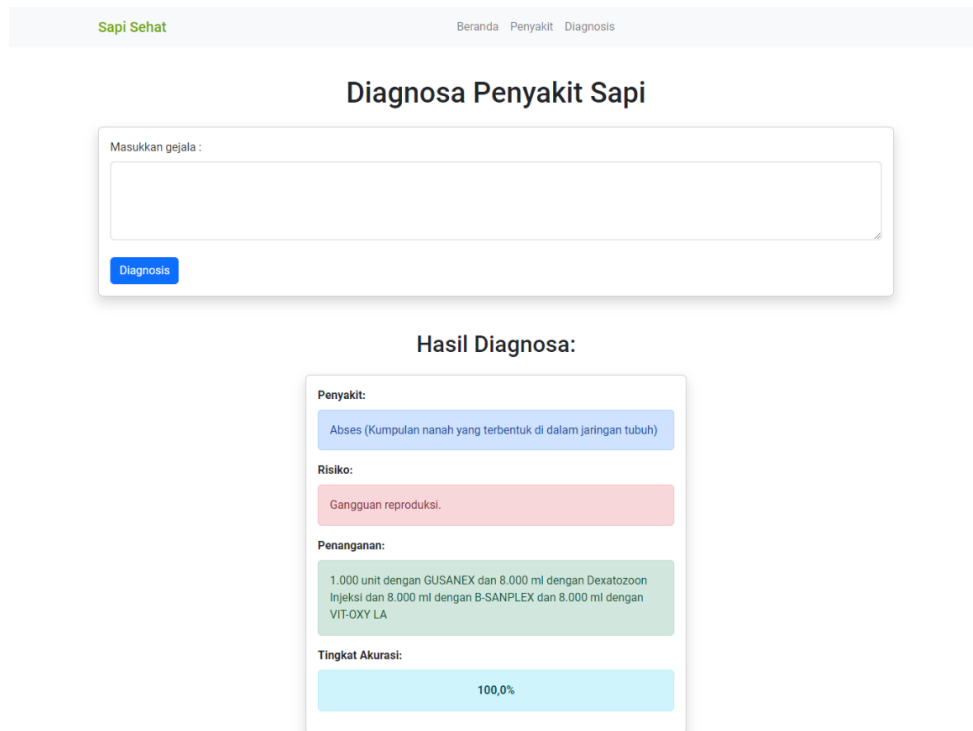 Sapi Sehat
Beranda Penyakit Diagnosis
Diagnosa Penyakit Sapi
Masukkan gejala :
Diagnosis
Hasil Diagnosa:
Penyakit:
Abses (Kumpulan nanah yang terbentuk di dalam jaringan tubuh)
Risiko:
Gangguan reproduksi.
Penanganan:
1.000 unit dengan GUSANEX dan 8.000 ml dengan Dexatozoon
Injeksi dan 8.000 ml dengan B-SANPLEX dan 8.000 ml dengan
VIT-OXY LA
Tingkat Akurasi:
100,0%